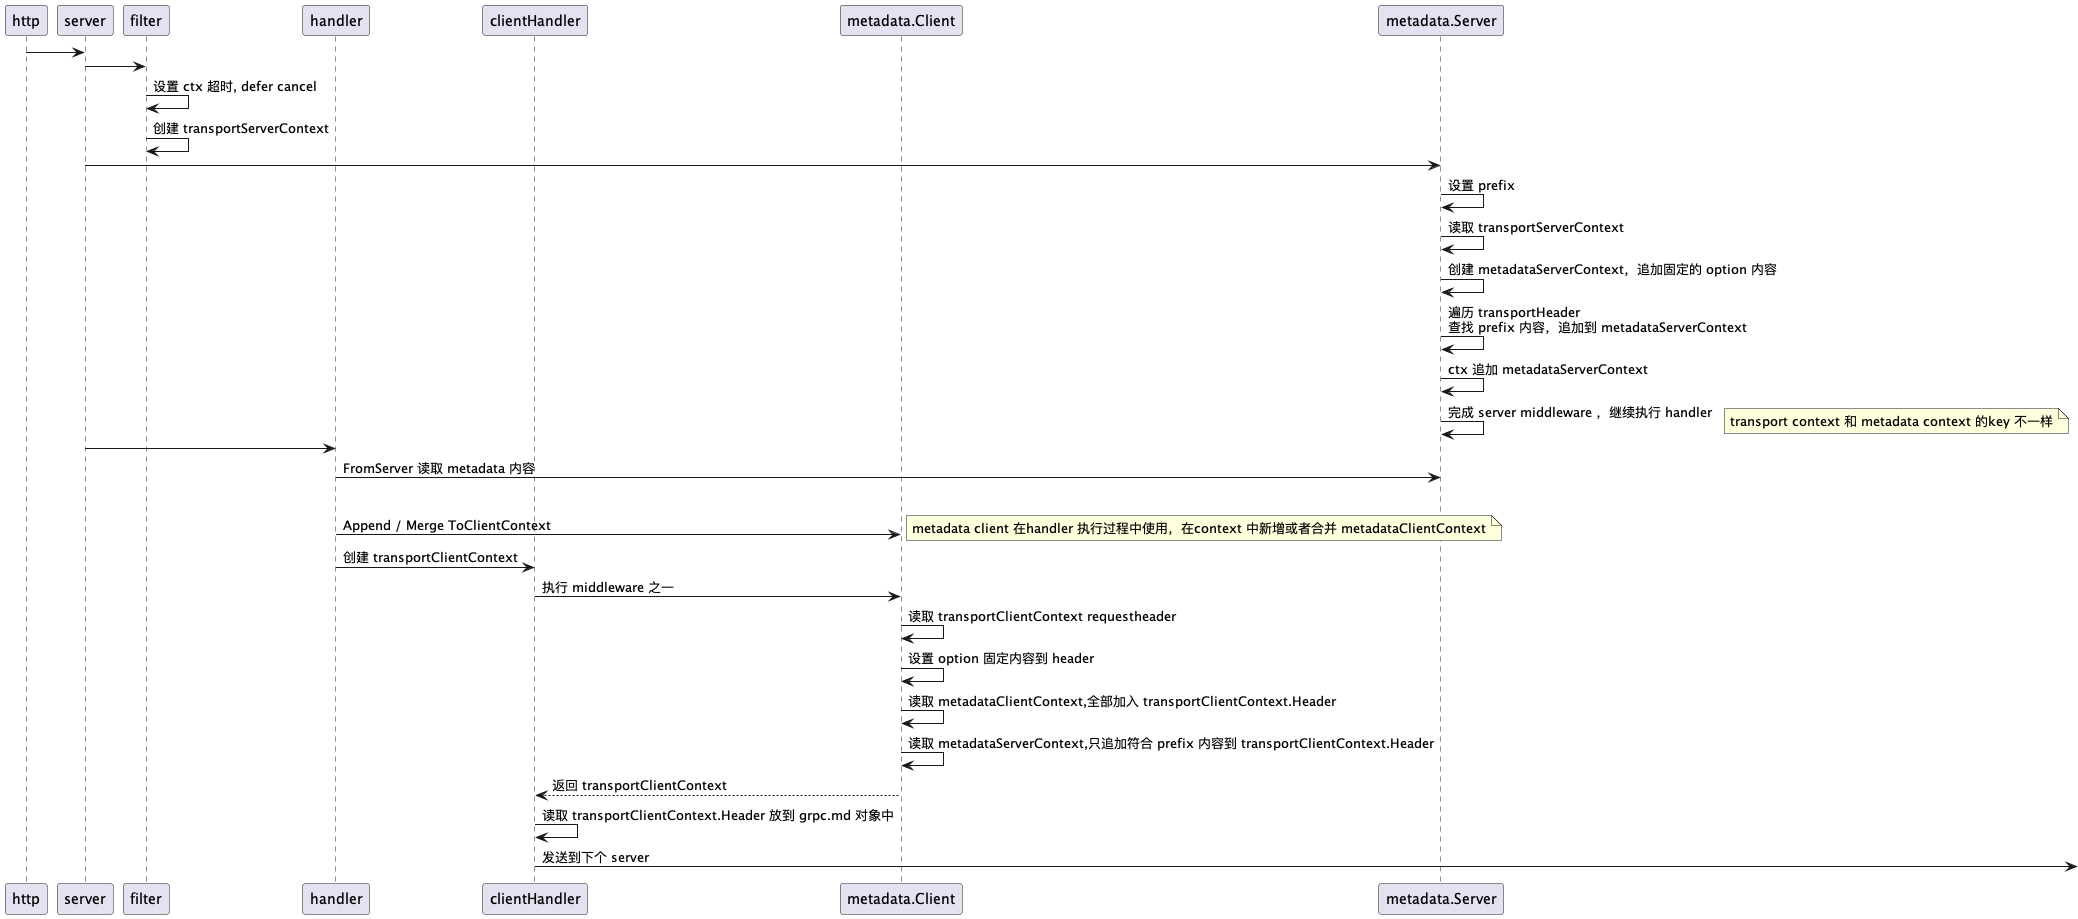 http
server
filter
handler
clientHandler
metadata.Client
metadata.Server
设置 ctx 超时, defer cancel
创建 transportServerContext
设置 prefix
读取 transportServerContext
创建 metadataServerContext，追加固定的 option 内容
遍历 transportHeader
查找 prefix 内容，追加到 metadataServerContext
ctx 追加 metadataServerContext
完成 server middleware ，继续执行 handler
transport context 和 metadata context 的key 不一样
FromServer 读取 metadata 内容
Append / Merge ToClientContext
metadata client 在handler 执行过程中使用，在context 中新增或者合并 metadataClientContext
创建 transportClientContext
执行 middleware 之一
读取 transportClientContext requestheader
设置 option 固定内容到 header
读取 metadataClientContext,全部加入 transportClientContext.Header
读取 metadataServerContext,只追加符合 prefix 内容到 transportClientContext.Header
返回 transportClientContext
读取 transportClientContext.Header 放到 grpc.md 对象中
发送到下个 server
http
server
filter
handler
clientHandler
metadata.Client
metadata.Server